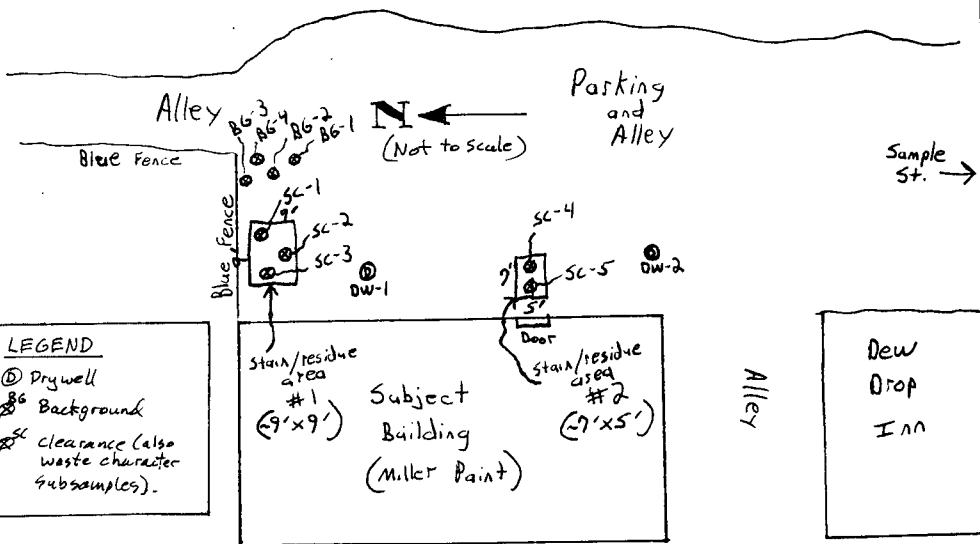 Alley
N
(Not to Scale)
Parking
and
Alley
Sample
St.
Blue Fence
BG-3
BG-4
BG-2
BG-1
Blue Fence
SC-1
9'
SC-2
SC-3
DW-1
SC-4
7'
SC-5
5'
DW-2
Door
Stain/residue
area
#1
(~9'x9')
Subject
Building
(Miller Paint)
Stain/residue
area
#2
(~7'x5')
Alley
Dew
Drop
Inn
LEGEND
D Drywell
BG Background
SC Clearance (also
waste character
subsamples).